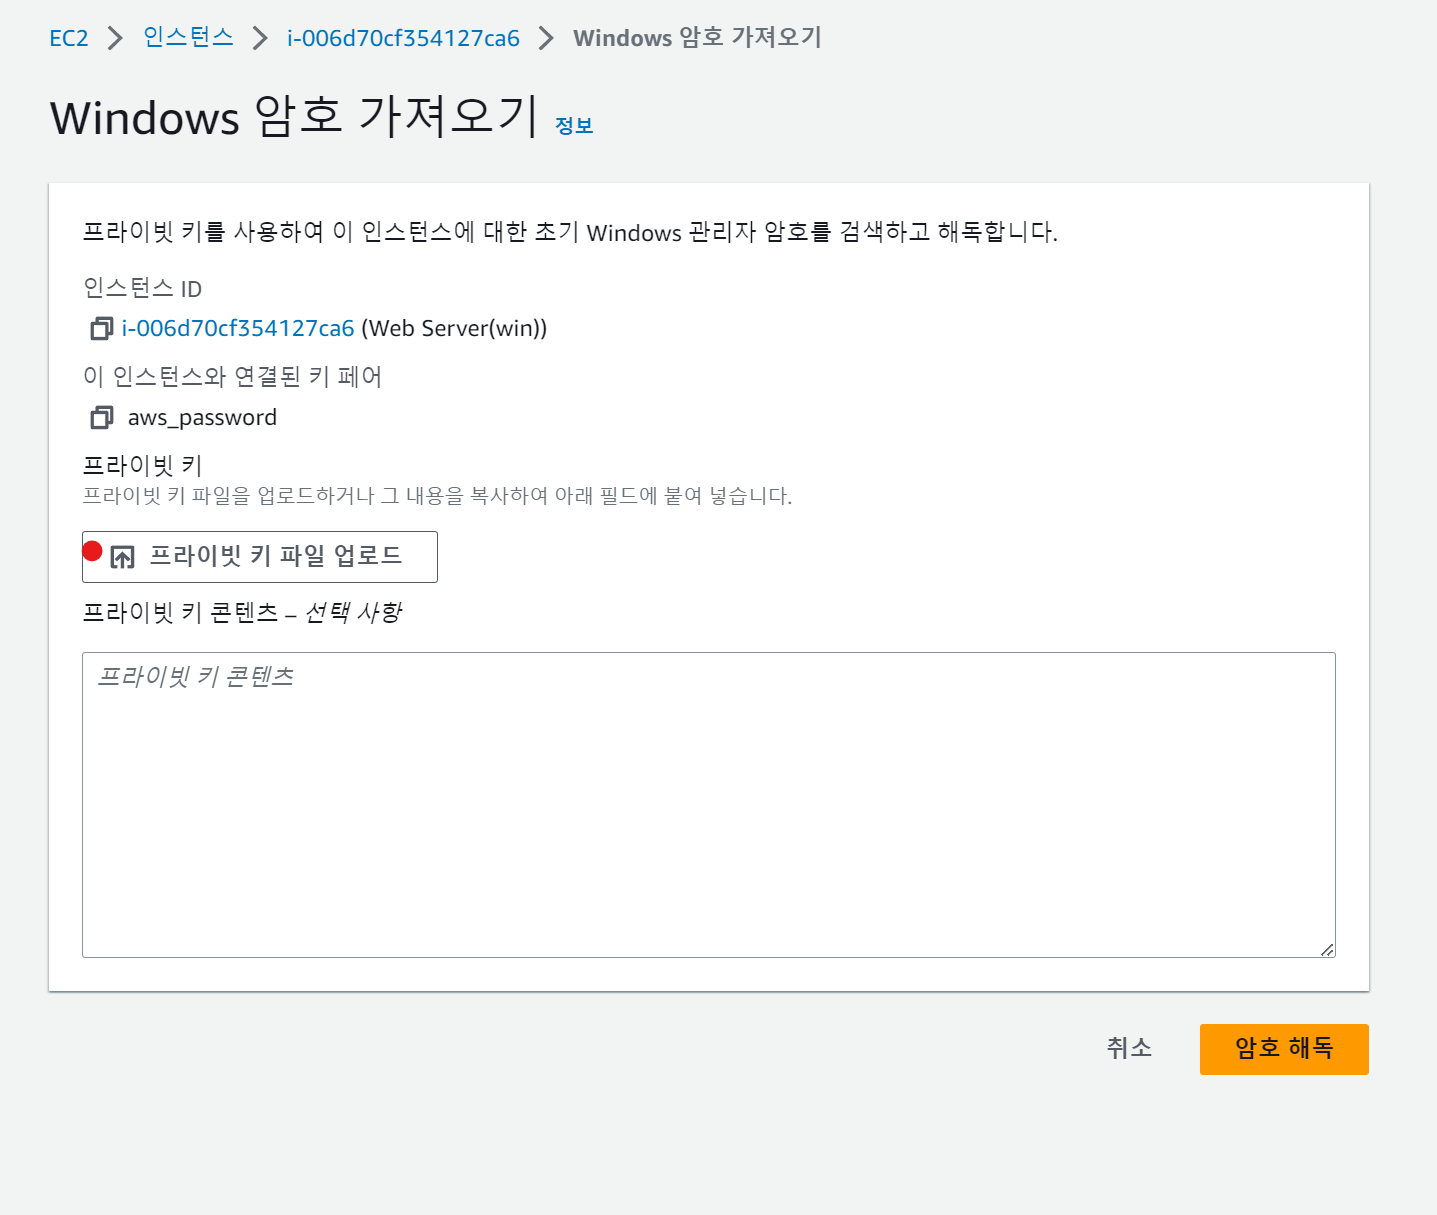 EC2 > 인스턴스 > i-006d70cf354127ca6 > Windows 암호 가져오기
Windows 암호 가져오기 정보
프라이빗 키를 사용하여 이 인스턴스에 대한 초기 Windows 관리자 암호를 검색하고 해독합니다.
인스턴스 ID
i-006d70cf354127ca6 (Web Server(win))
이 인스턴스와 연결된 키 페어
aws_password
프라이빗 키
프라이빗 키 파일을 업로드하거나 그 내용을 복사하여 아래 필드에 붙여 넣습니다.
프라이빗 키 파일 업로드
프라이빗 키 콘텐츠 – 선택 사항
프라이빗 키 콘텐츠
취소 암호 해독